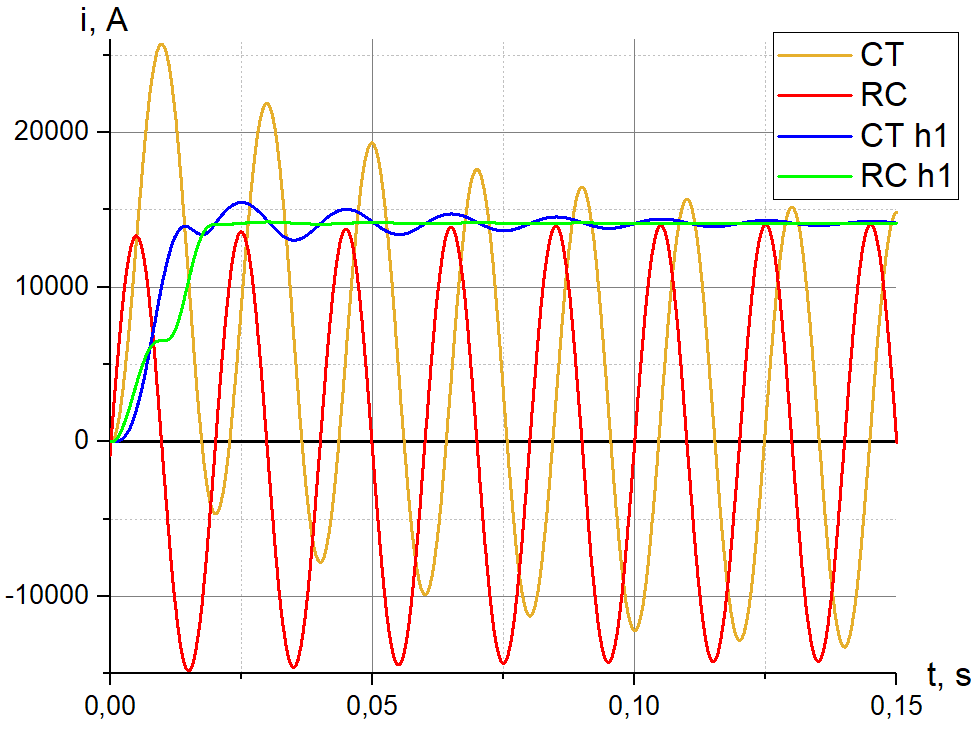 i, A
CT
RC
CT h1
RC h1
20000
10000
0
-10000
t, s
0,00
0,05
0,10
0,15